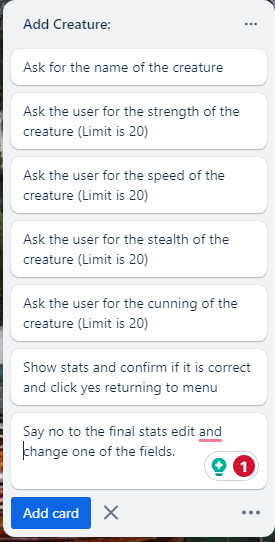 Add Creature:
Ask for the name of the creature
Ask the user for the strength of the
creature (Limit is 20)
Ask the user for the speed of the
creature (Limit is 20)
Ask the user for the stealth of the
creature (Limit is 20)
Ask the user for the cunning of the
creature (Limit is 20)
Show stats and confirm if it is correct
and click yes returning to menu
Say no to the final stats edit and
change one of the fields.
1
Add card